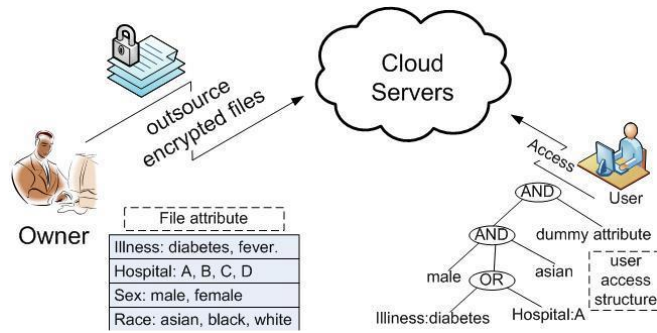 Cloud
Servers
outsource
encrypted files
Access
User
Owner
File attribute
Illness: diabetes, fever.
Hospital: A, B, C, D
Sex: male, female
Race: asian, black, white
AND
AND
dummy attribute
male
OR
asian
user
access
structure
Illiness:diabetes
Hospital:A